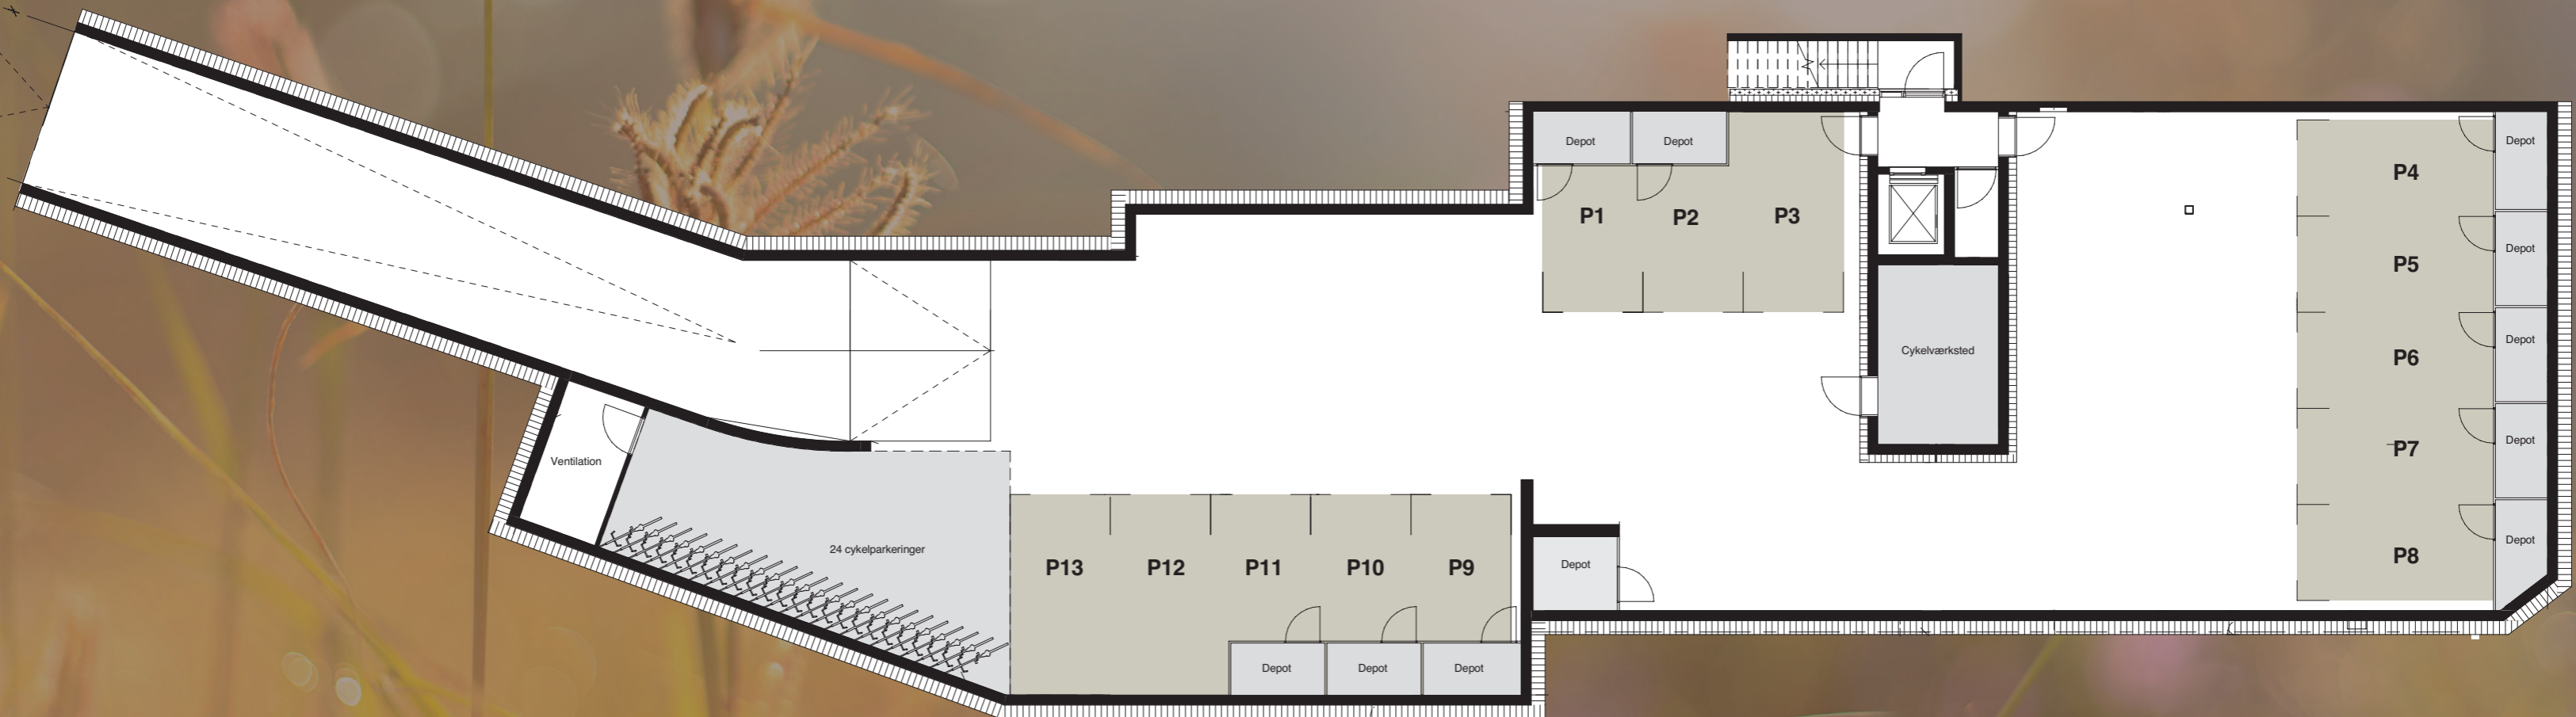 Depot
Depot
P1
P2
P3
P4
Depot
P5
Depot
P6
Depot
P7
Depot
P8
Depot
Cykelværksted
Ventilation
24 cykelparkeringer
P13
P12
P11
P10
P9
Depot
Depot
Depot
Depot